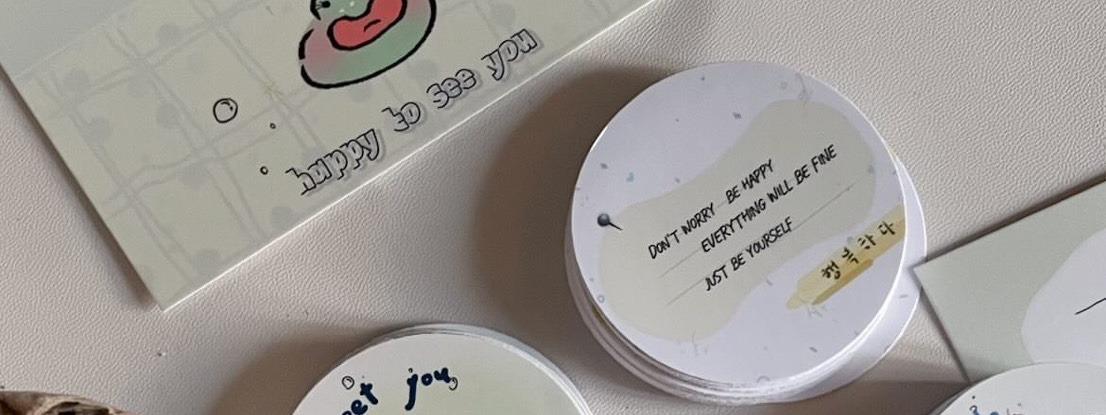 happy to see you
DON'T WORRY BE HAPPY
EVERYTHING WILL BE FINE
JUST BE YOURSELF
행복하다
you,